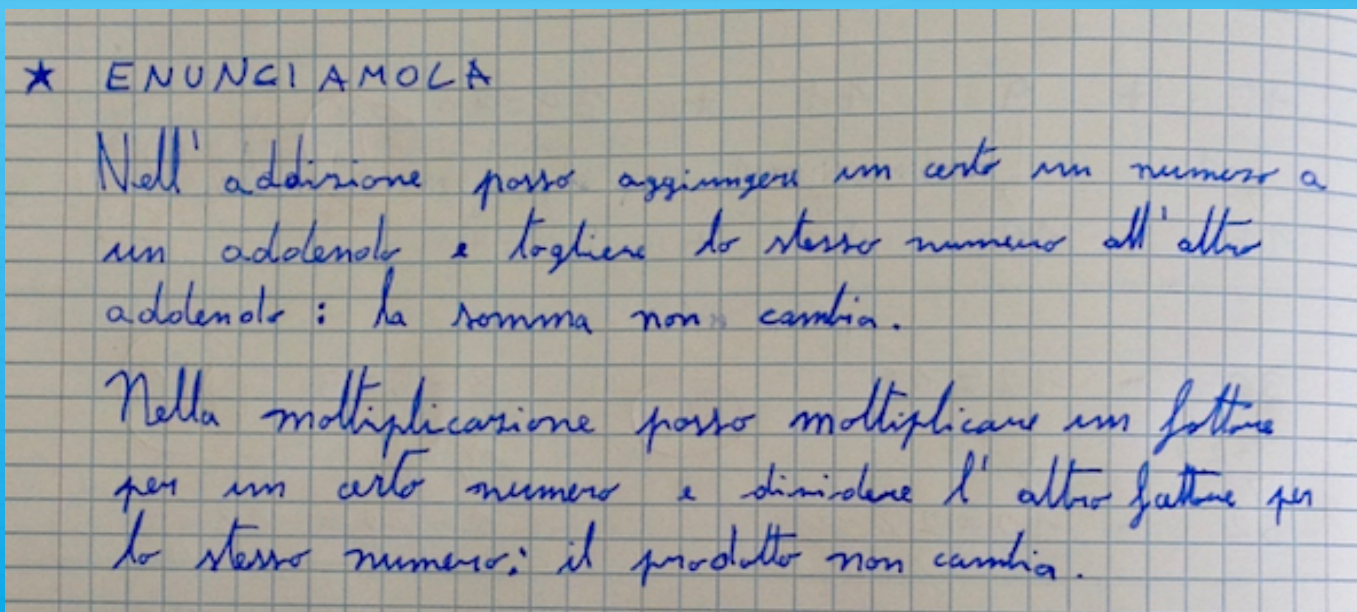 ★ ENUNCIAMOLA
Nell'addizione posso aggiungere un certo un numero a
un addendo e togliere lo stesso numero all'altro
addendo: la somma non cambia.
Nella moltiplicazione posso moltiplicare un fattore
per un certo numero e dividere l'altro fattore per
lo stesso numero: il prodotto non cambia.